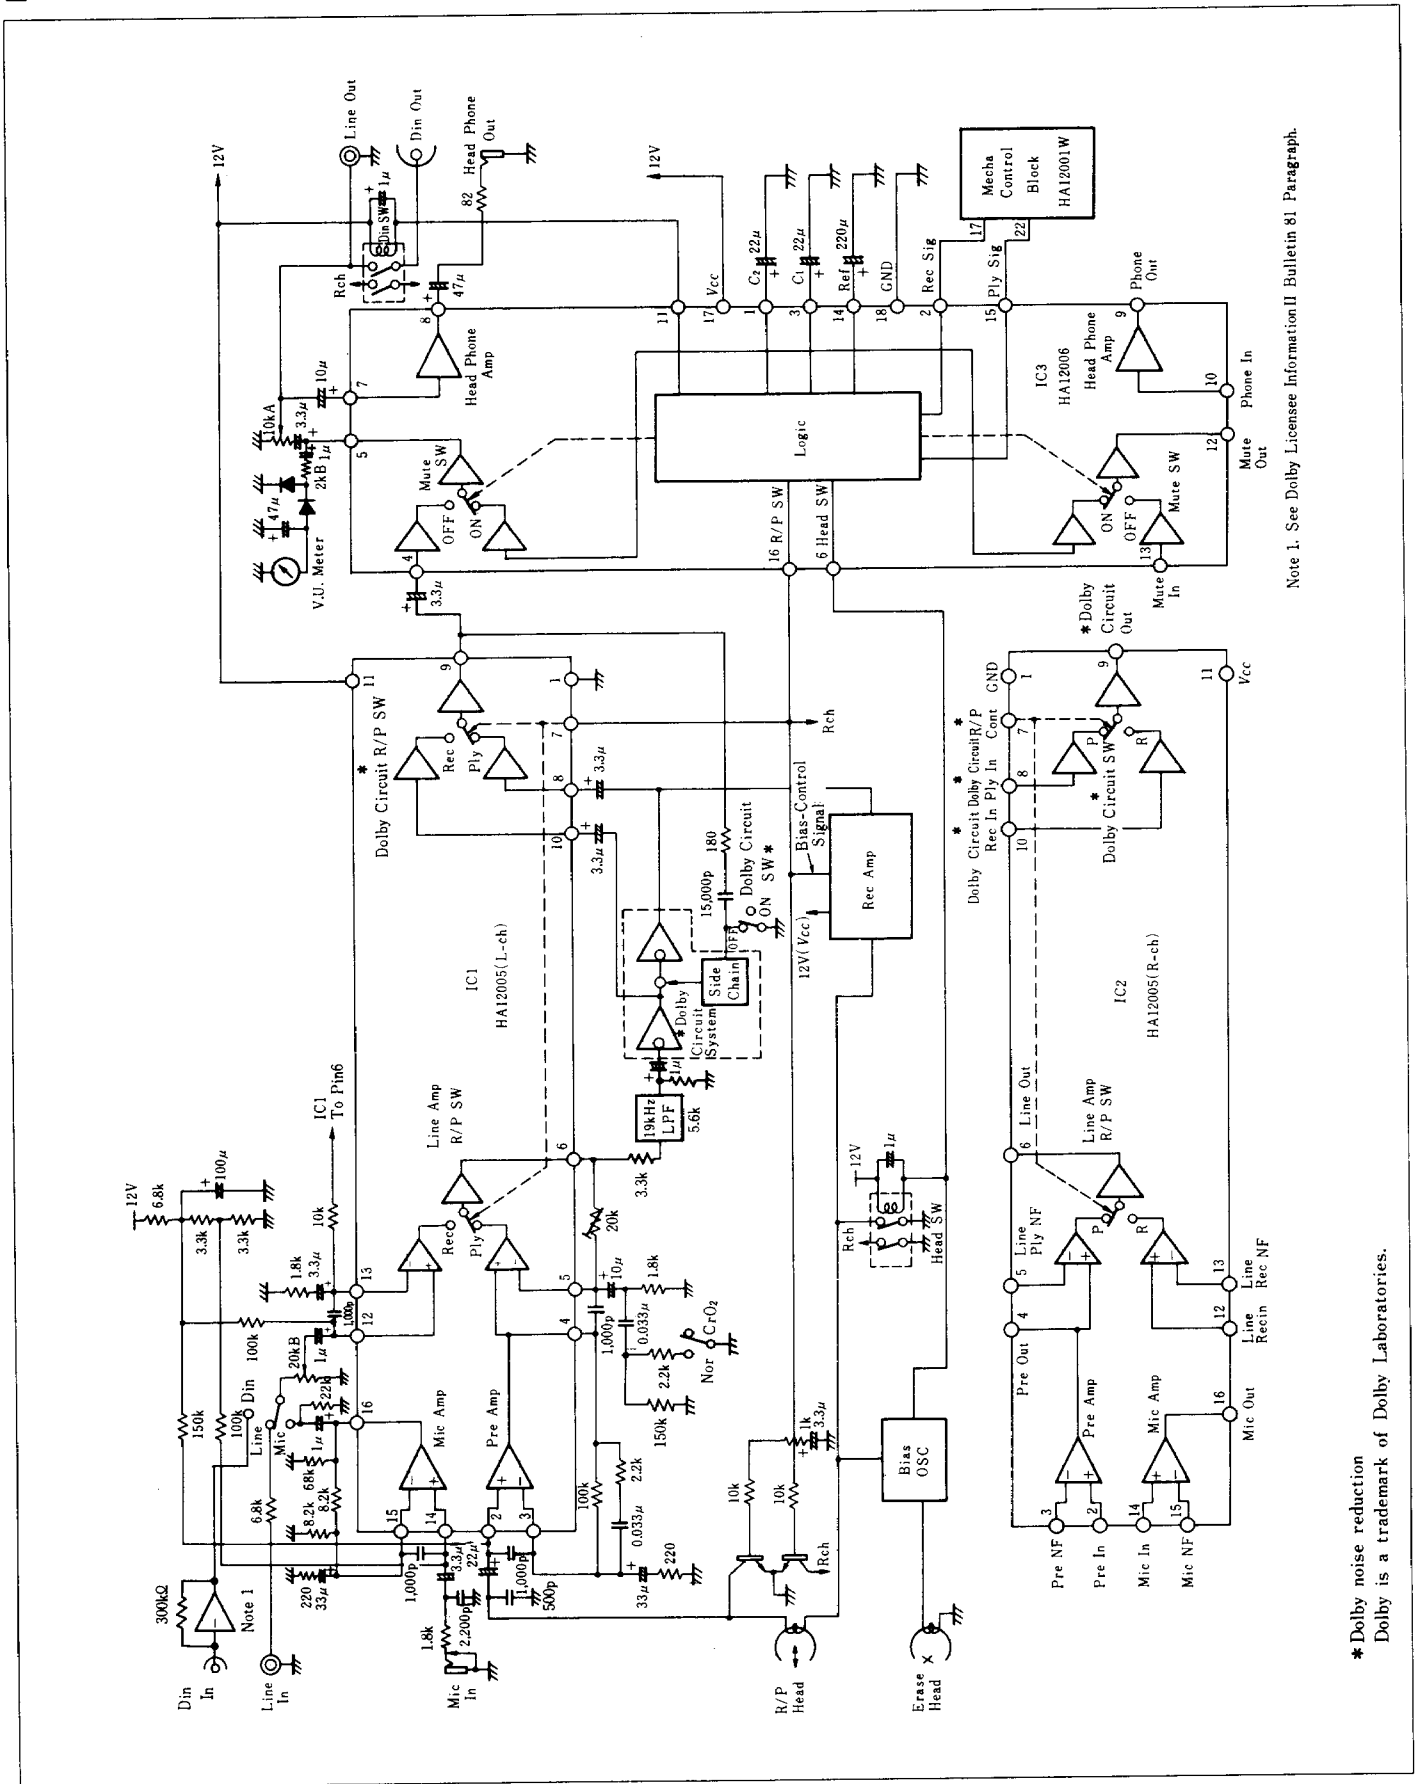 Din
In
300kΩ
Note 1
Line
In
6.8k
150k
100k
Line
Din
Mic
12V
6.8k
3.3k
3.3k
+
100μ
100k
1.8k
3.3μ
10k
IC1
To Pin6
1,000p
1μ
20kB
22k
1μ
68k
8.2k
8.2k
220
33μ
13
12
16
15
14
2
3
Mic Amp
Pre Amp
1,000p
3.3μ
22μ
1,000p
500p
1.8k
2,200p
Mic
In
Rec
Ply
Line Amp
R/P SW
6
5
4
20k
3.3k
10μ
1.8k
1,000p
0.033μ
2.2k
Nor
CrO2
150k
100k
2.2k
0.033μ
33μ
220
19kHz
LPF
5.6k
1μ
*Dolby
Circuit
System
Side
Chain
OFF
ON
Dolby Circuit
SW *
15,000p
180
IC1
HA12005(L-ch)
*
Dolby Circuit R/P SW
Rec
Ply
11
9
1
7
8
10
3.3μ
3.3μ
3.3μ
Rch
Bias-Control
Signal
12V(Vcc)
Rec Amp
R/P
Head
10k
10k
1k
3.3μ
Rch
Erase
Head
Bias
OSC
12V
1μ
Rch
Head SW
V.U. Meter
47μ
2kB
1μ
3.3μ
10kA
10μ
12V
Line Out
Din Out
Din SW
1μ
Rch
Head Phone
Out
82
47μ
4
5
7
8
OFF
ON
Mute
SW
Head Phone
Amp
Logic
16 R/P SW
6 Head SW
11
17
Vcc
12V
1
C2
22μ
3
C1
22μ
14
Ref
220μ
18
GND
2
Rec Sig
15
Ply Sig
17
22
Mecha
Control
Block
HA12001W
IC3
HA12006
Head Phone
Amp
9
Phone
Out
10
Phone In
12
Mute
Out
ON
OFF
Mute SW
13
Mute
In
Pre NF
3
Pre In
2
Mic In
14
Mic NF
15
Pre Amp
Mic Amp
Pre Out
4
5
Line
Ply NF
6
Line Out
Line Amp
R/P SW
P
R
16
Mic Out
12
Line
Recin
13
Line
Rec NF
IC2
HA12005(R-ch)
*
Dolby Circuit
Rec In
10
*
Dolby Circuit
Ply In
8
*
R/P
Cont
7
GND
1
P
R
Dolby Circuit SW
*
9
*Dolby
Circuit
Out
11
Vcc
Note 1. See Dolby Licensee Information II Bulletin 81 Paragraph.
*Dolby noise reduction
Dolby is a trademark of Dolby Laboratories.